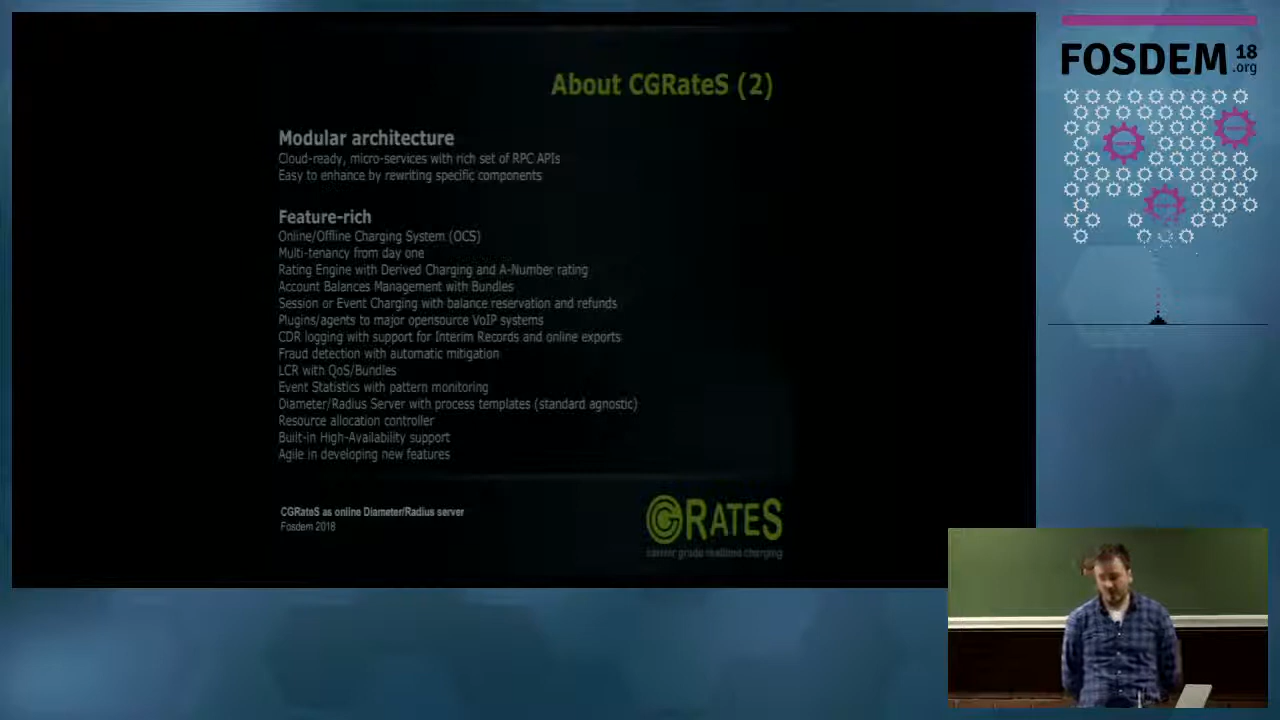 About CGRateS (2)
Modular architecture
Cloud-ready, micro-services with rich set of RPC APIs
Easy to enhance by rewriting specific components
Feature-rich
Online/Offline Charging System (OCS)
Multi-tenancy from day one
Rating Engine with Derived Charging and A-Number rating
Account Balances Management with Bundles
Session or Event Charging with balance reservation and refunds
Plugins/agents to major opensource VoIP systems
CDR logging with support for Interim Records and online exports
Fraud detection with automatic mitigation
LCR with QoS/Bundles
Event Statistics with pattern monitoring
Diameter/Radius Server with process templates (standard agnostic)
Resource allocation controller
Built-in High-Availability support
Agile in developing new features
CGRateS as online Diameter/Radius server
Fosdem 2018
CGRATES
carrier grade realtime charging
FOSDEM 18
.org